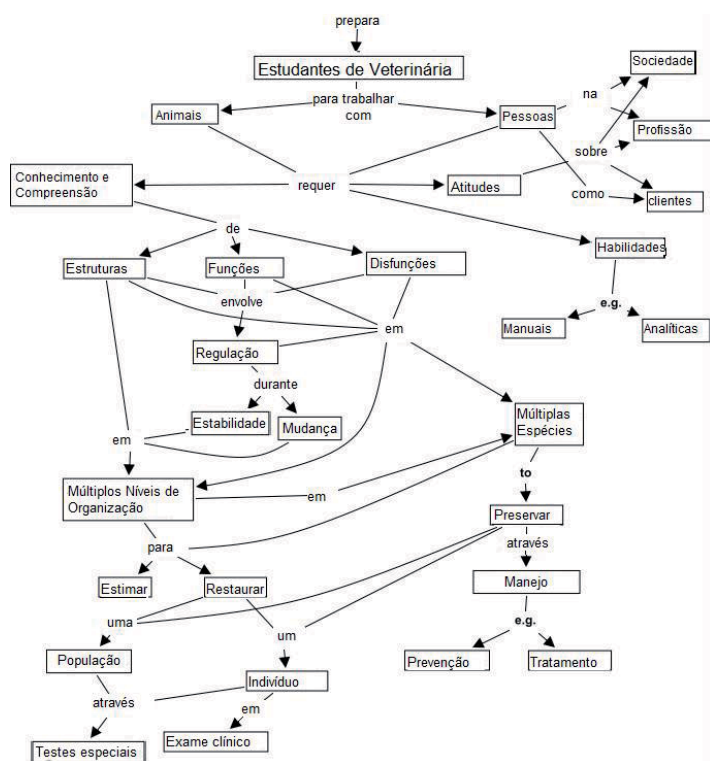 prepara
Estudantes de Veterinária
Sociedade
para trabalhar
com
na
Animais
Pessoas
Profissão
sobre
Conhecimento e
Compreensão
requer
Atitudes
como
clientes
de
Habilidades
Estruturas
Funções
Disfunções
envolve
e.g.
em
Manuais
Analíticas
Regulação
durante
Estabilidade
Mudança
Múltiplas
Espécies
em
Múltiplos Níveis de
Organização
em
to
Preservar
para
através
Estimar
Restaurar
Manejo
uma
um
e.g.
População
Prevenção
Tratamento
Indivíduo
através
em
Testes especiais
Exame clínico